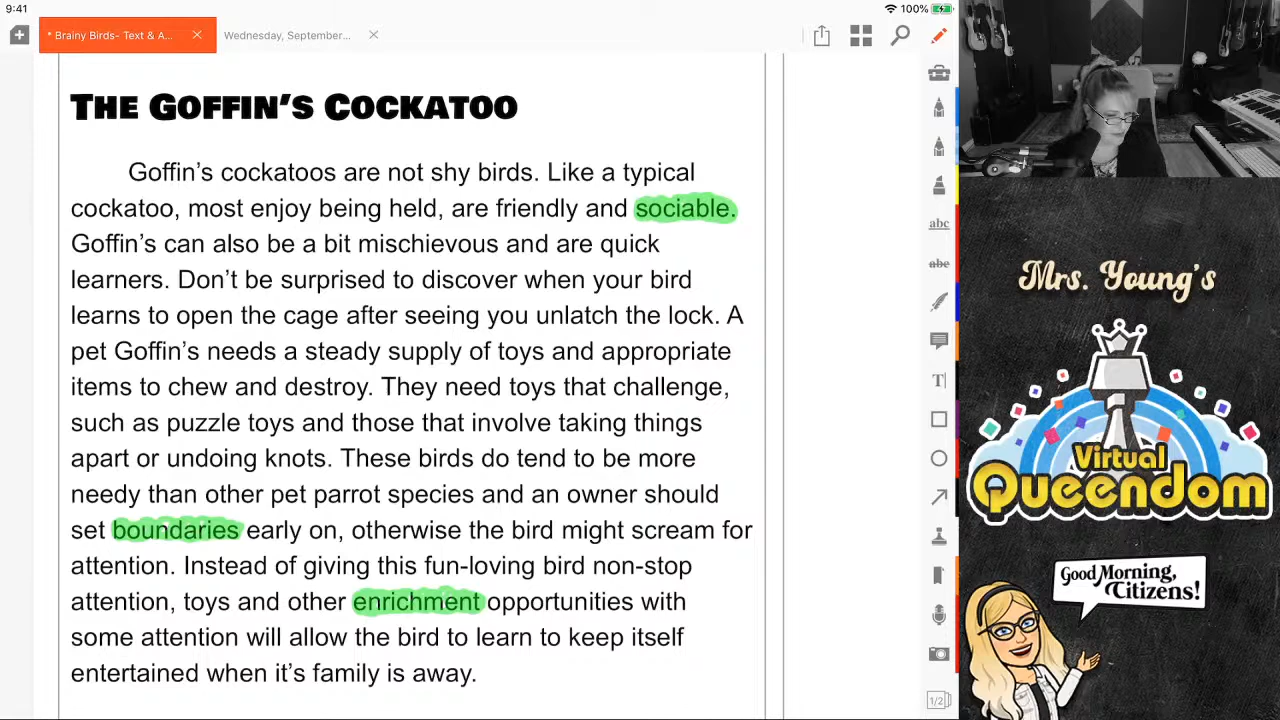 9:41
100%
* Brainy Birds- Text & A...
Wednesday, September...
THE GOFFIN'S COCKATOO
Goffin's cockatoos are not shy birds. Like a typical
cockatoo, most enjoy being held, are friendly and sociable.
Goffin's can also be a bit mischievous and are quick
learners. Don't be surprised to discover when your bird
learns to open the cage after seeing you unlatch the lock. A
pet Goffin's needs a steady supply of toys and appropriate
items to chew and destroy. They need toys that challenge,
such as puzzle toys and those that involve taking things
apart or undoing knots. These birds do tend to be more
needy than other pet parrot species and an owner should
set boundaries early on, otherwise the bird might scream for
attention. Instead of giving this fun-loving bird non-stop
attention, toys and other enrichment opportunities with
some attention will allow the bird to learn to keep itself
entertained when it's family is away.
abc
abc
T
1/2
Mrs. Young's
Virtual
Queendom
Good Morning,
Citizens!